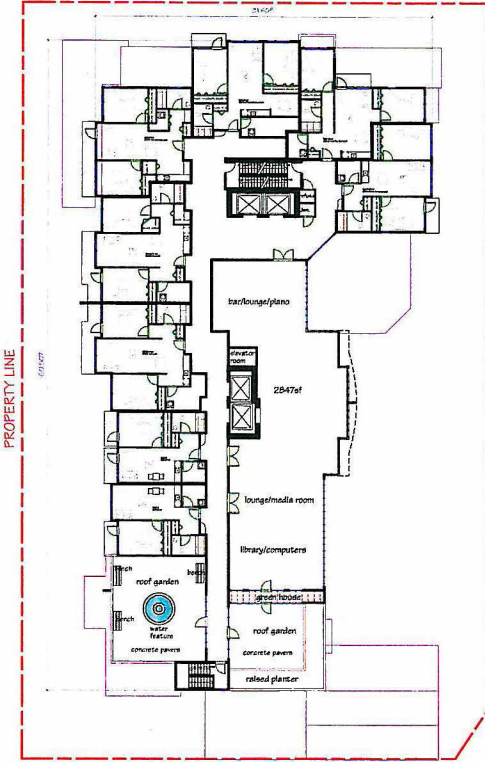 bar/lounge/piano
elevator
room
2847sf
lounge/media room
library/computers
bench
roof garden
bench
bench
water
feature
concrete pavers
green house
roof garden
concrete pavers
raised planter
PROPERTY LINE